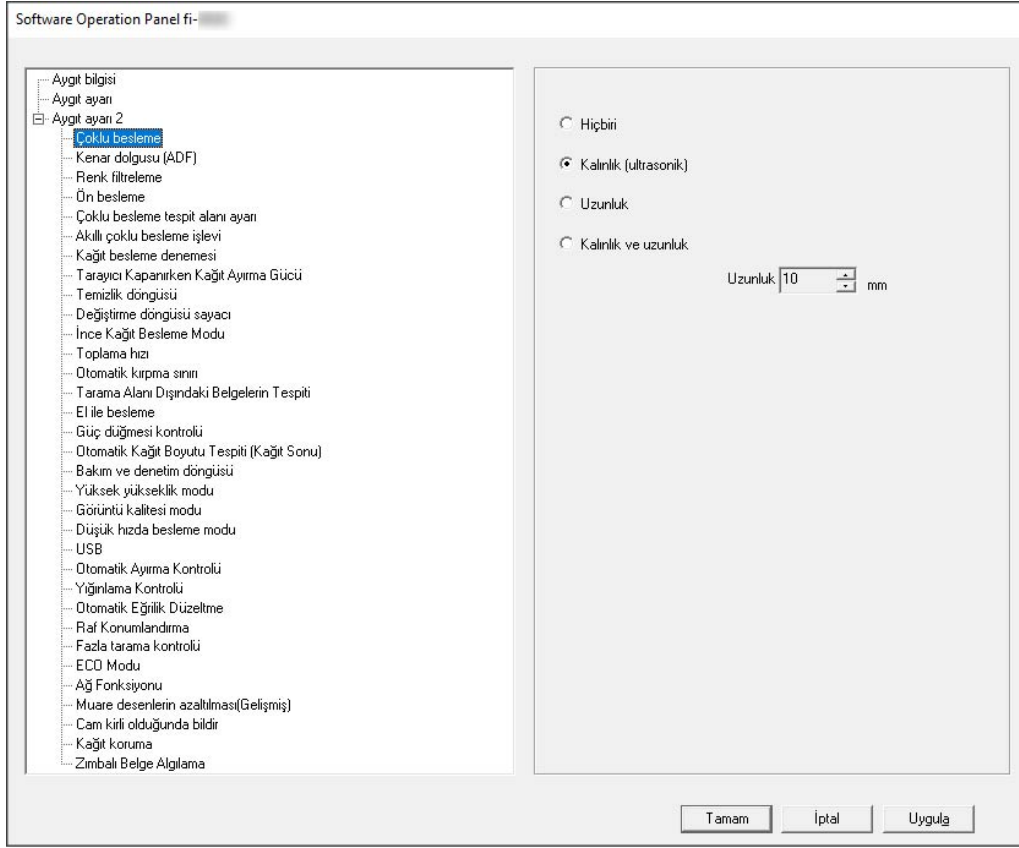 Software Operation Panel fi-
Aygıt bilgisi
Aygıt ayarı
Aygıt ayarı 2
Çoklu besleme
Kenar dolgusu (ADF)
Renk filtreleme
Ön besleme
Çoklu besleme tespit alanı ayarı
Akıllı çoklu besleme işlevi
Kağıt besleme denemesi
Tarayıcı Kapanırken Kağıt Ayırma Gücü
Temizlik döngüsü
Değiştirme döngüsü sayacı
İnce Kağıt Besleme Modu
Toplama hızı
Otomatik kırpma sınırı
Tarama Alanı Dışındaki Belgelerin Tespiti
El ile besleme
Güç düğmesi kontrolü
Otomatik Kağıt Boyutu Tespiti (Kağıt Sonu)
Bakım ve denetim döngüsü
Yüksek yükseklik modu
Görüntü kalitesi modu
Düşük hızda besleme modu
USB
Otomatik Ayırma Kontrolü
Yığınlama Kontrolü
Otomatik Eğrilik Düzeltme
Raf Konumlandırma
Fazla tarama kontrolü
ECO Modu
Ağ Fonksiyonu
Muare desenlerin azaltılması(Gelişmiş)
Cam kirli olduğunda bildir
Kağıt koruma
Zımbalı Belge Algılama
Hiçbiri
Kalınlık (ultrasonik)
Uzunluk
Kalınlık ve uzunluk
Uzunluk 10 mm
Tamam İptal Uygula